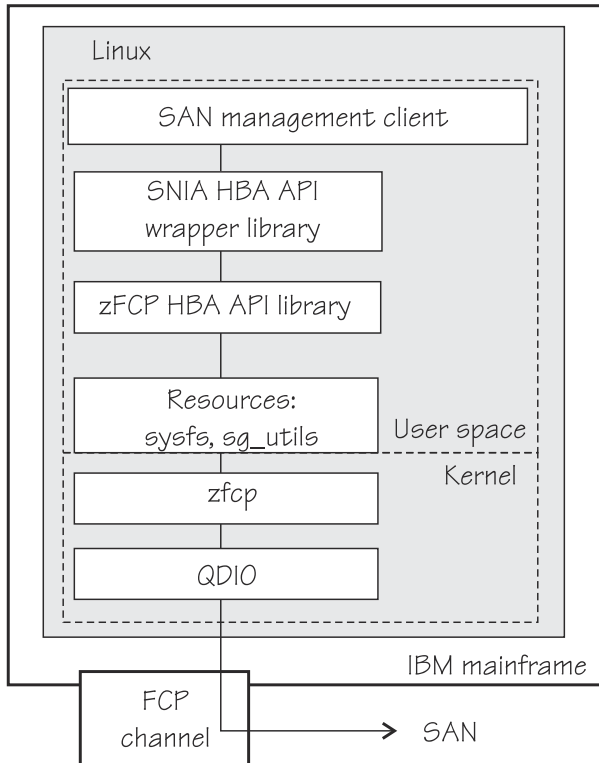 Linux
SAN management client
SNIA HBA API
wrapper library
zFCP HBA API library
Resources:
sysfs, sg_utils
User space
Kernel
zfcp
QDIO
IBM mainframe
FCP
channel
SAN